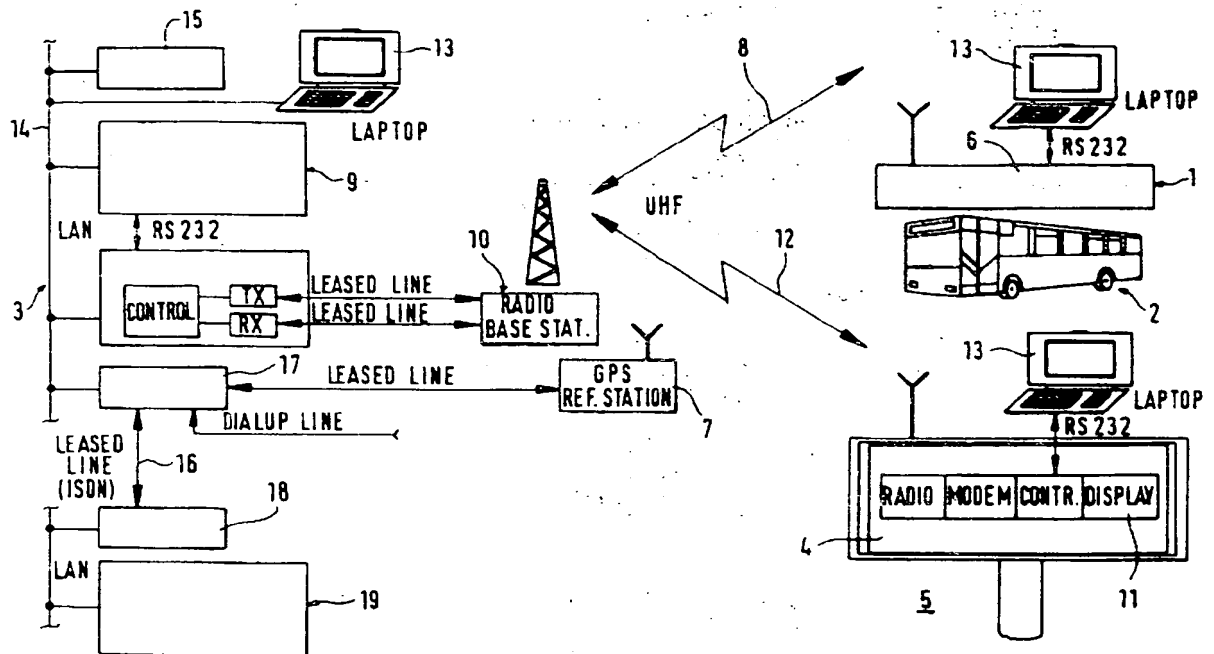 15
13
14
LAPTOP
9
LAN
RS 232
3
CONTROL
TX
RX
LEASED LINE
LEASED LINE
10
RADIO
BASE STAT.
17
LEASED LINE
GPS
REF. STATION
7
DIALUP LINE
LEASED
LINE
(ISDN)
16
18
LAN
19
8
UHF
12
13
LAPTOP
6
RS 232
1
2
13
LAPTOP
RS 232
RADIO
MODEM
CONTR.
DISPLAY
4
5
11